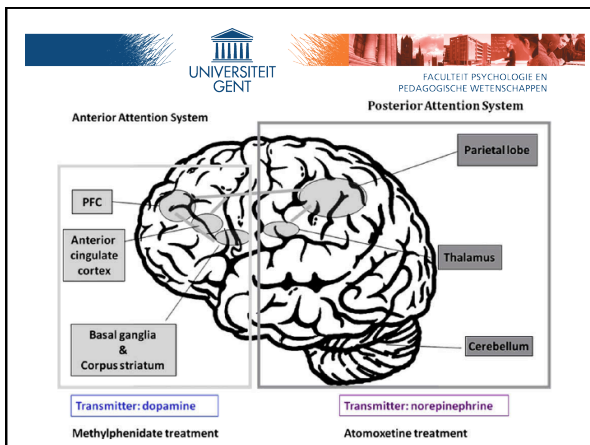 UNIVERSITEIT
GENT
FACULTEIT PSYCHOLOGIE EN
PEDAGOGISCHE WETENSCHAPPEN
Anterior Attention System
Posterior Attention System
PFC
Anterior
cingulate
cortex
Basal ganglia
&
Corpus striatum
Parietal lobe
Thalamus
Cerebellum
Transmitter: dopamine
Transmitter: norepinephrine
Methylphenidate treatment
Atomoxetine treatment